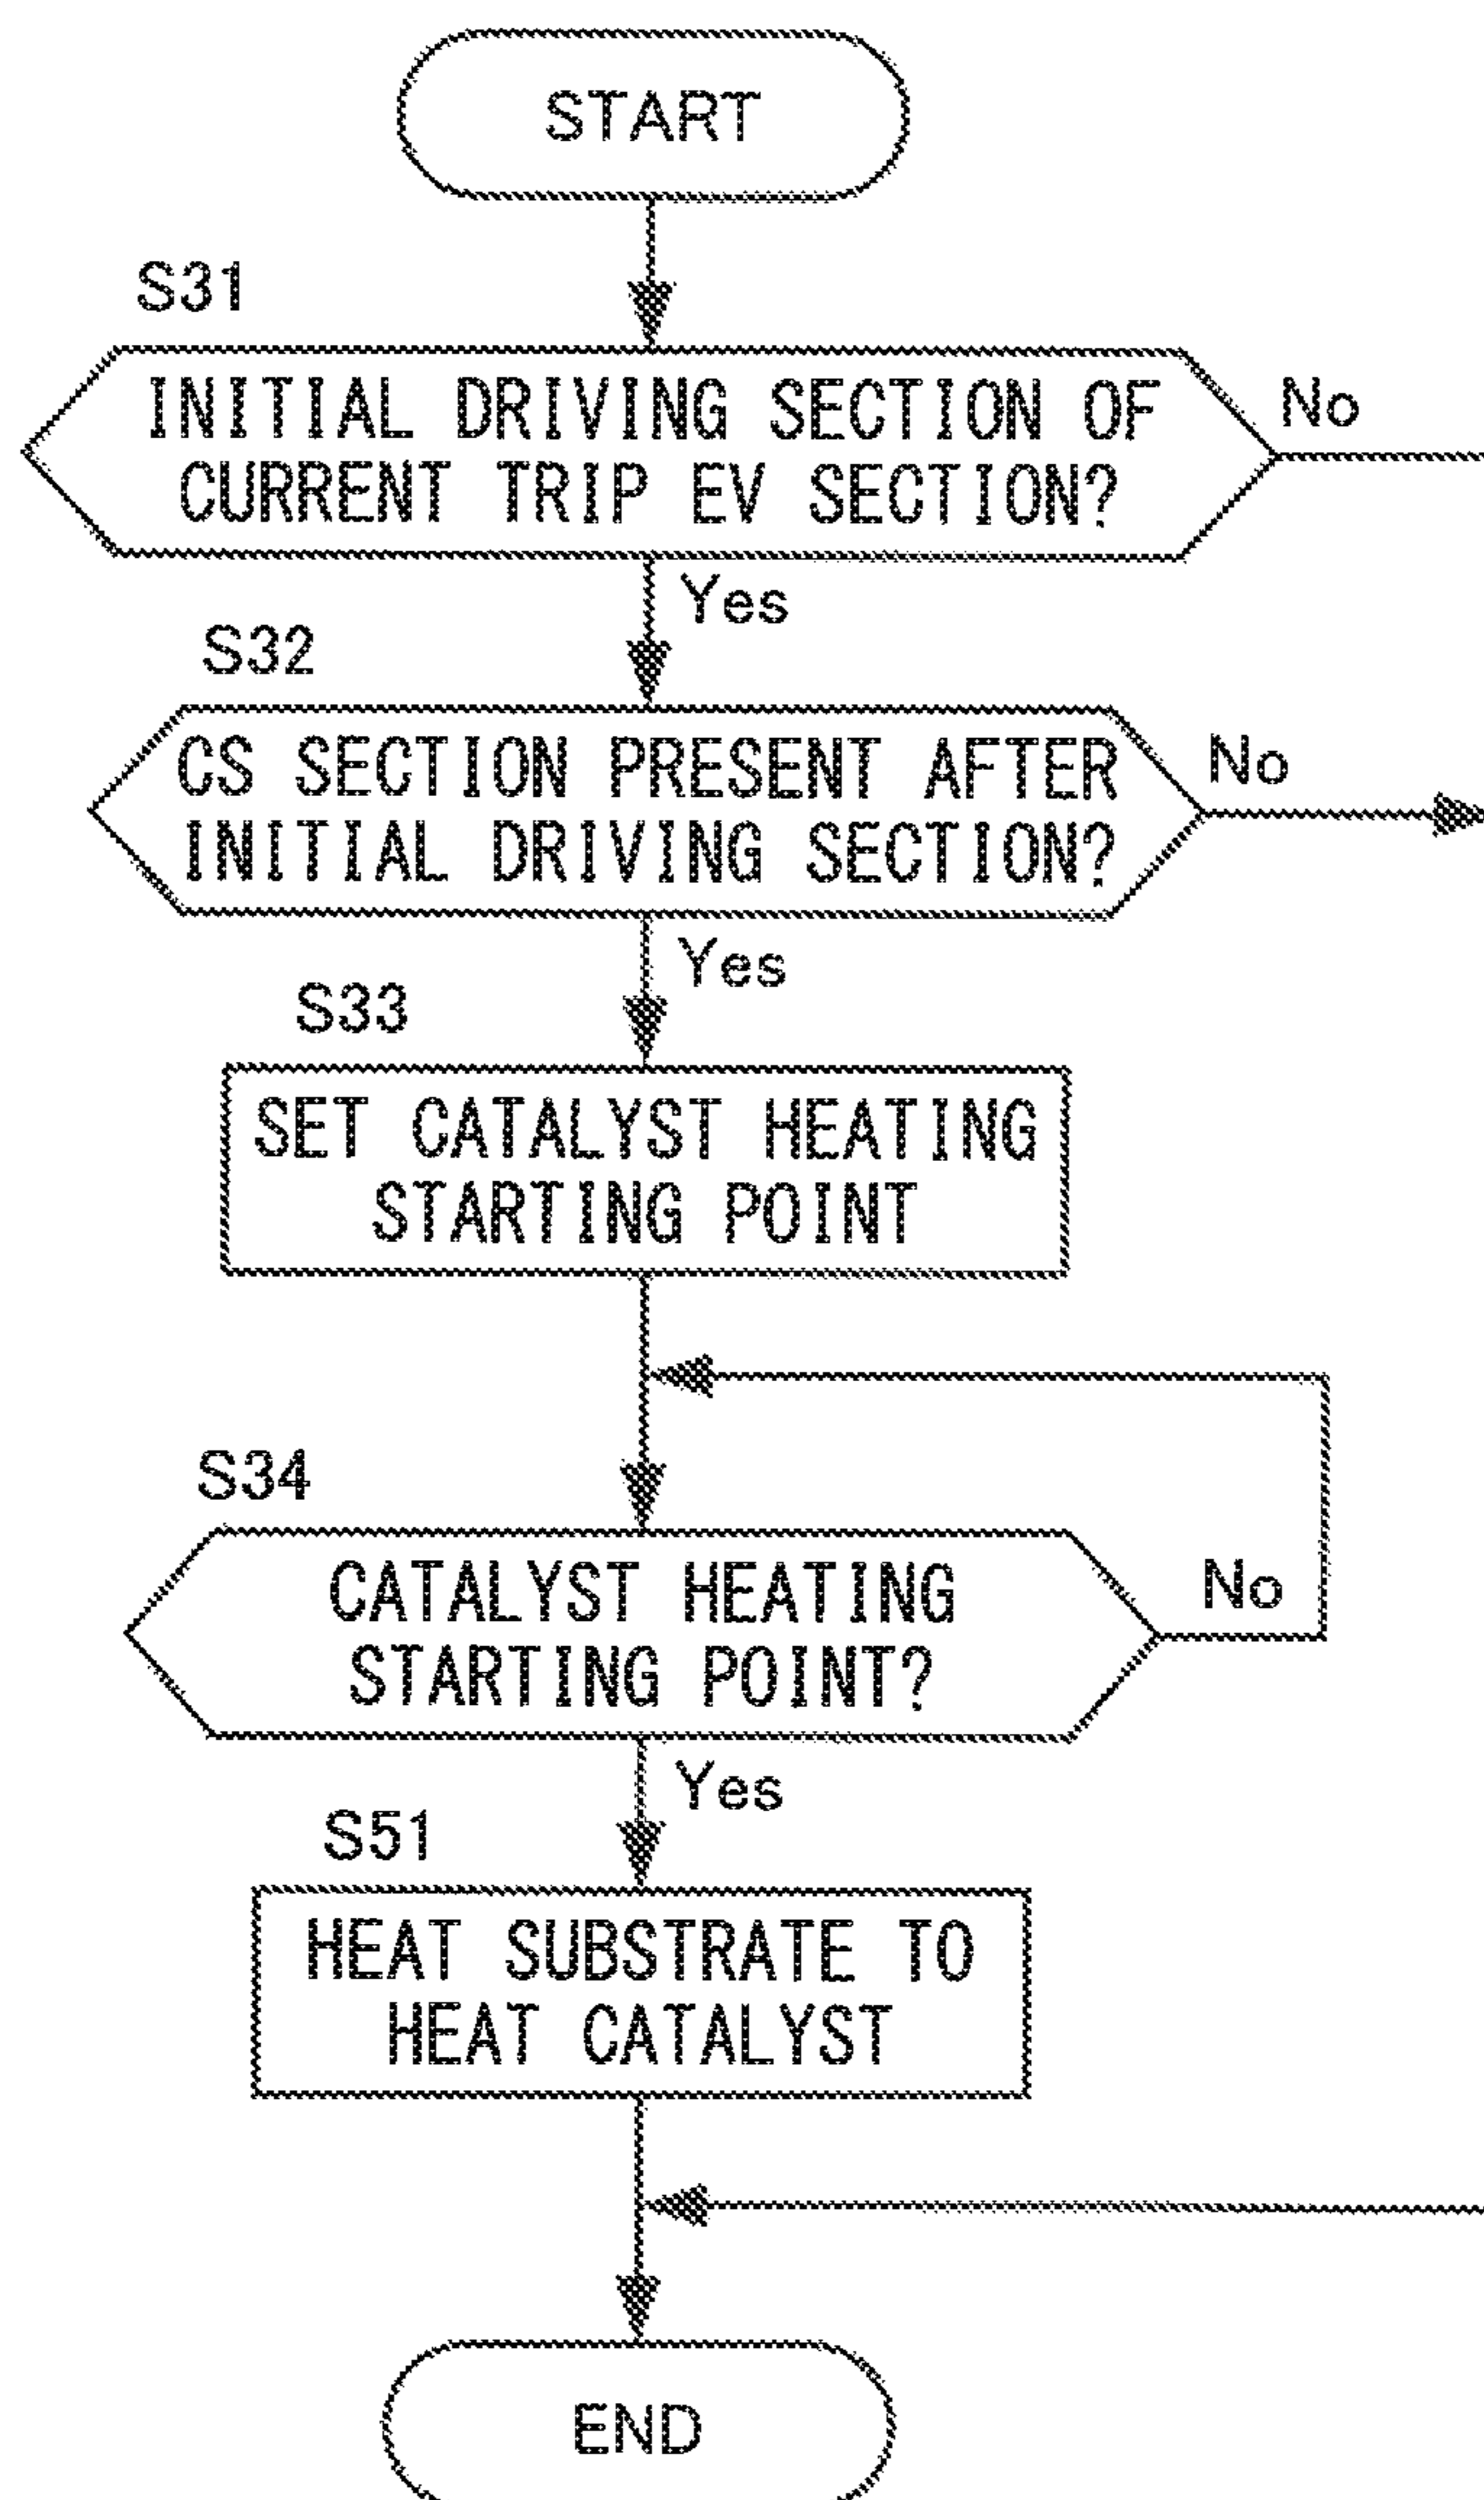 START
S31
INITIAL DRIVING SECTION OF
CURRENT TRIP EV SECTION?
No
Yes
S32
CS SECTION PRESENT AFTER
INITIAL DRIVING SECTION?
No
Yes
S33
SET CATALYST HEATING
STARTING POINT
S34
CATALYST HEATING
STARTING POINT?
No
Yes
S51
HEAT SUBSTRATE TO
HEAT CATALYST
END